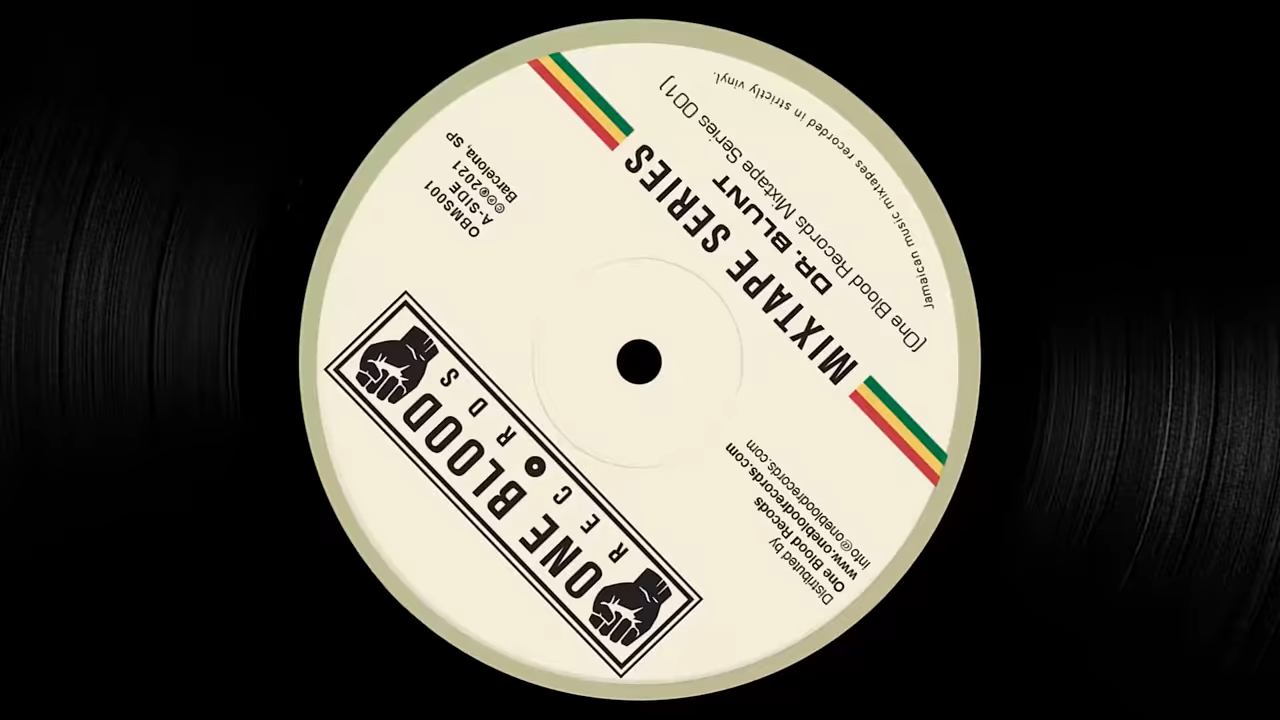 ONE BLOOD
RECORDS
OBMS001
A-SIDE
2021
Barcelona, SP
Distributed by
One Blood Recods
www.onebloodrecords.com
info@onebloodrecords.com
MIXTAPE SERIES
DR. BLUNT
[One Blood Records Mixtape Series 001]
Jamaican music mixtapes recorded in strictly vinyl.